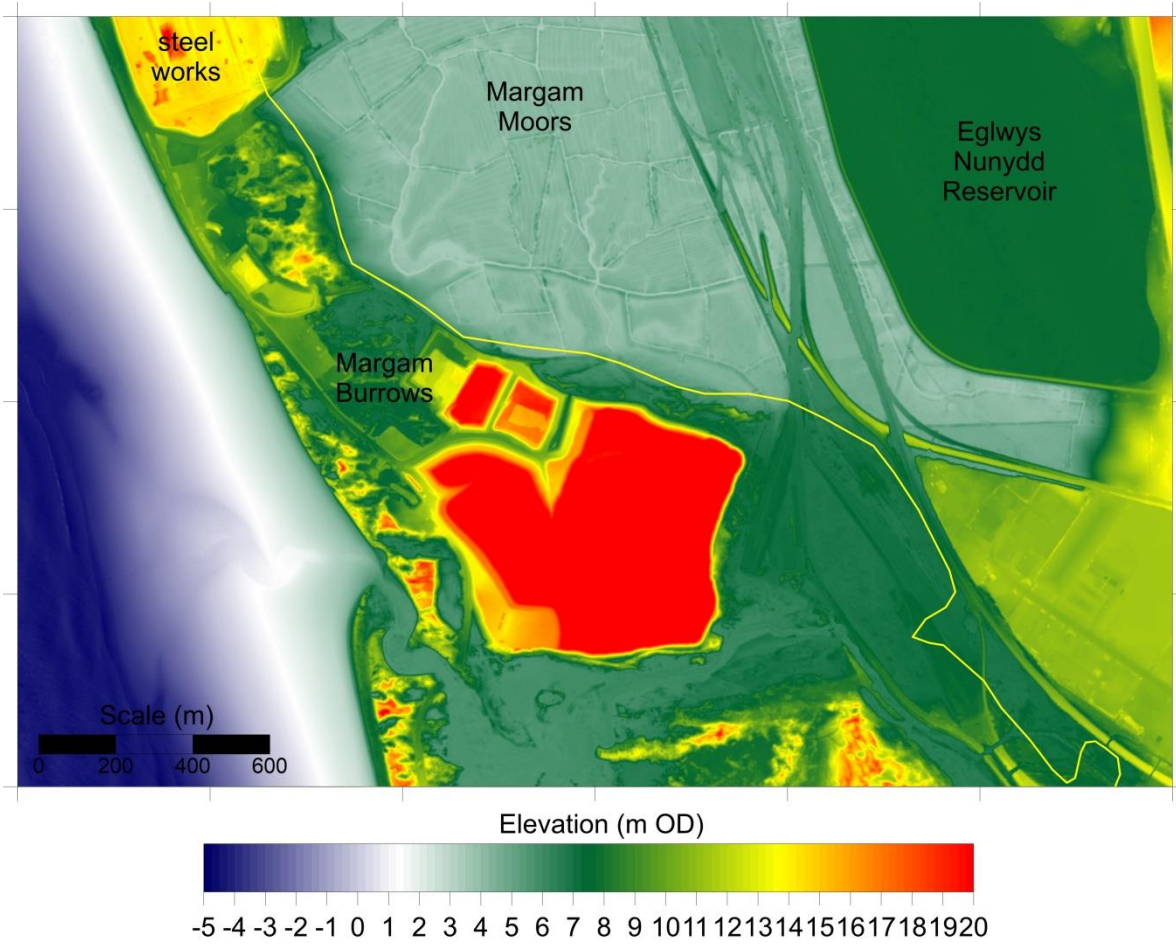 steel
works
Margam
Moors
Eglwys
Nunydd
Reservoir
Margam
Burrows
Scale (m)
0 200 400 600
Elevation (m OD)
-5 -4 -3 -2 -1 0 1 2 3 4 5 6 7 8 9 10 11 12 13 14 15 16 17 18 19 20